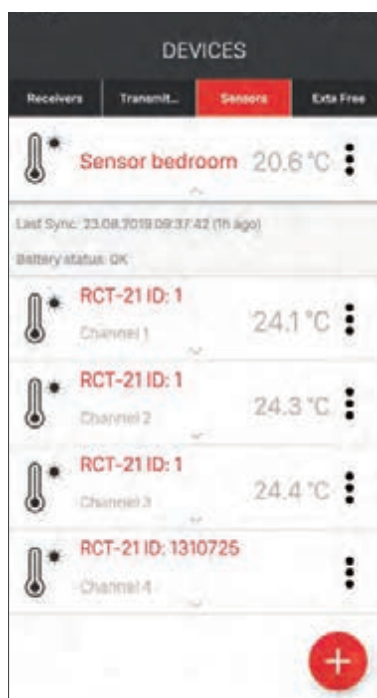 DEVICES
Receivers Transmit... Sensors Exta Free
Sensor bedroom 20.6 °C
Last Sync: 23.08.2019 09:37:42 (1h ago)
Battery status: OK
RCT-21 ID: 1
Channel 1 24.1 °C
RCT-21 ID: 1
Channel 2 24.3 °C
RCT-21 ID: 1
Channel 3 24.4 °C
RCT-21 ID: 1310725
Channel 4
+